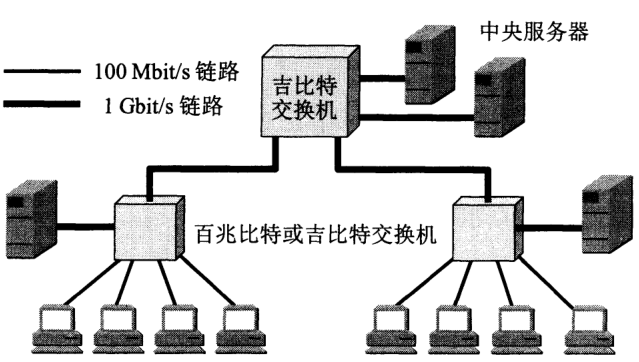 中央服务器
100 Mbit/s 链路
1 Gbit/s 链路
吉比特
交换机
百兆比特或吉比特交换机